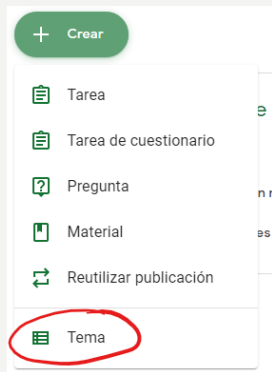 Crear
Tarea
Tarea de cuestionario
Pregunta
Material
Reutilizar publicación
Tema